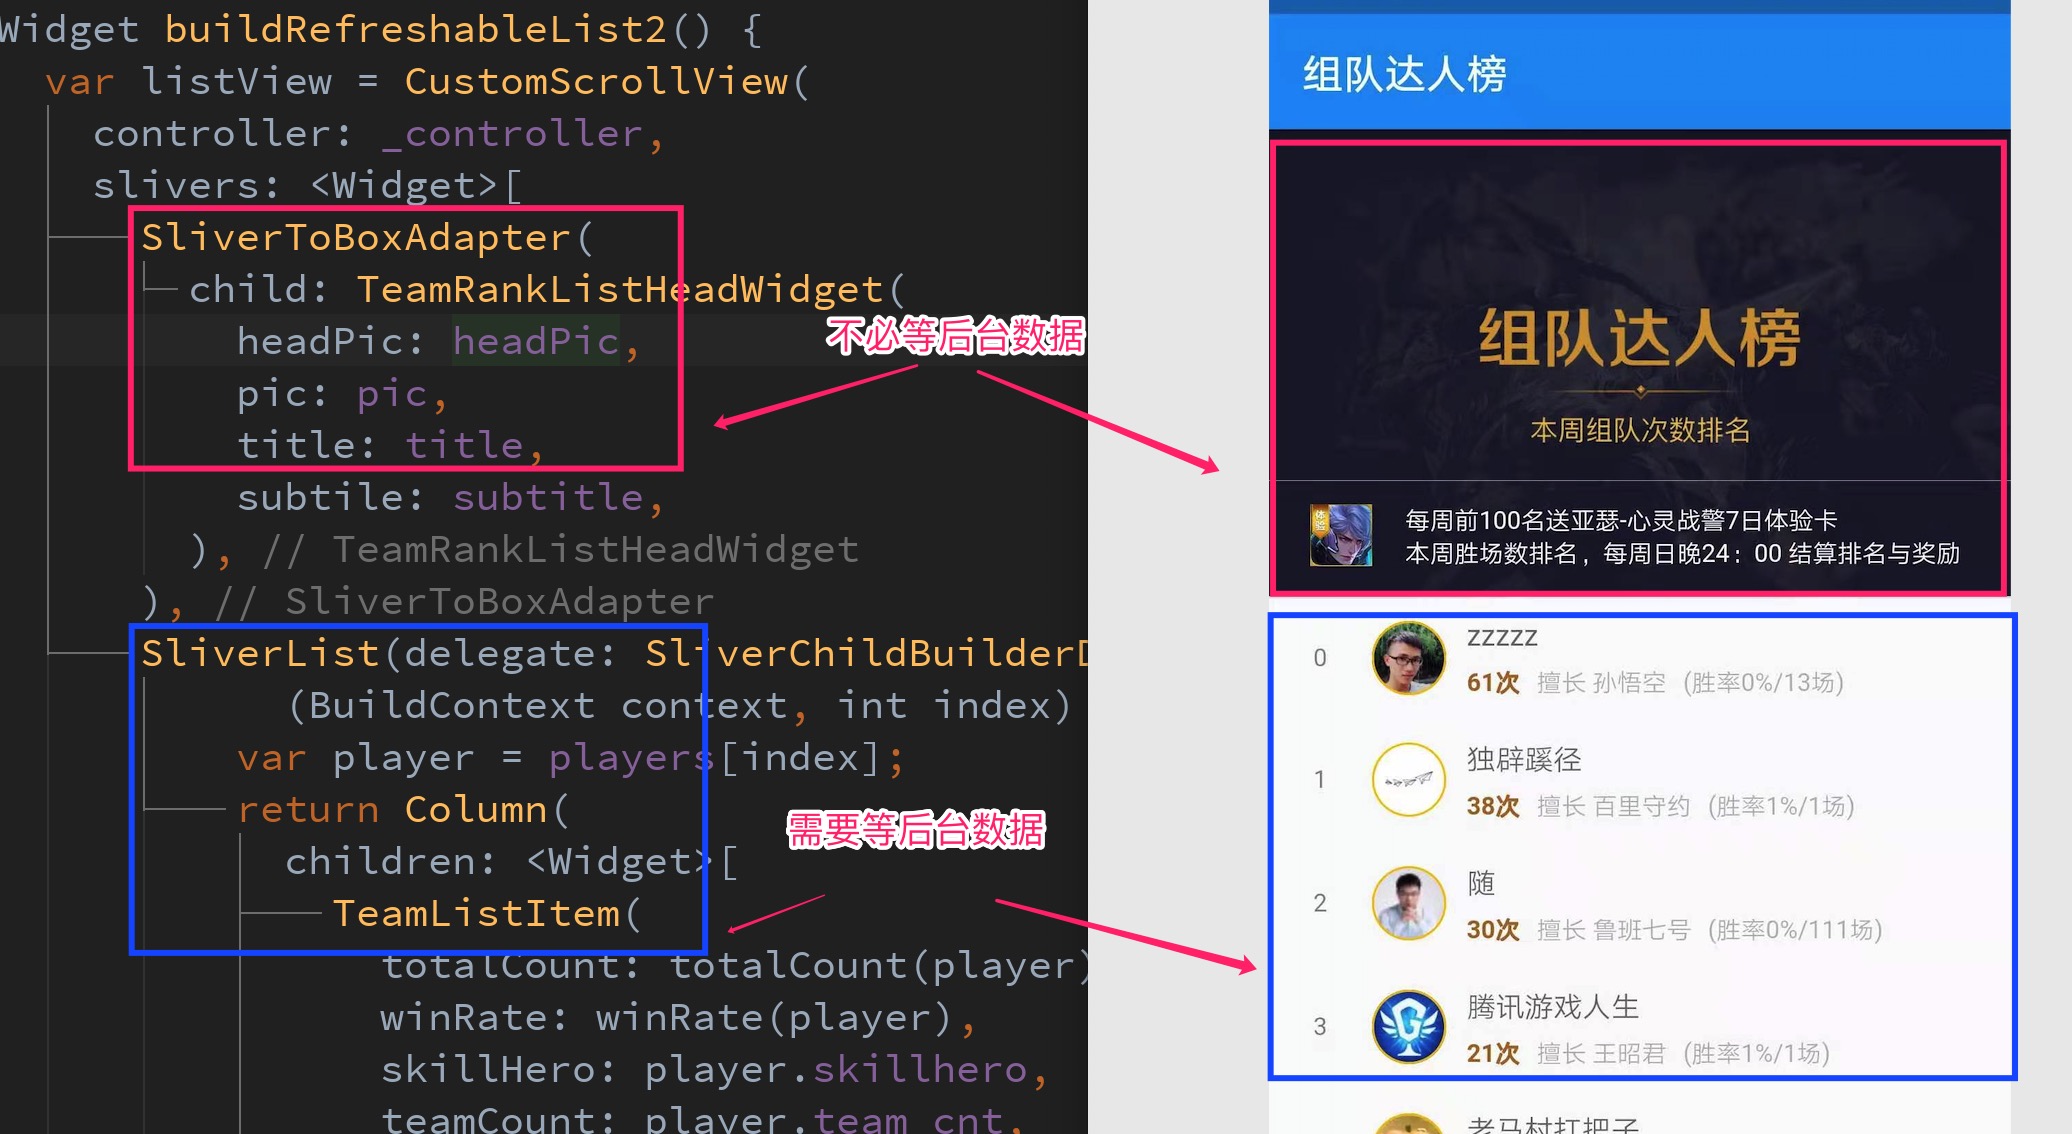 Widget buildRefreshableList2() {
var listView = CustomScrollView(
controller: _controller,
slivers: <Widget>[
SliverToBoxAdapter(
child: TeamRankListHeadWidget(
headPic: headPic,
pic: pic,
title: title,
subtile: subtitle,
), // TeamRankListHeadWidget
), // SliverToBoxAdapter
SliverList(delegate: SliverChildBuilderD
(BuildContext context, int index)
var player = players[index];
return Column(
children: <Widget>[
TeamListItem(
totalCount: totalCount(player)
winRate: winRate(player),
skillHero: player.skillhero,
teamCount: player.team_cnt,
不必等后台数据
需要等后台数据
组队达人榜
组队达人榜
本周组队次数排名
体验
每周前100名送亚瑟-心灵战警7日体验卡
本周胜场数排名，每周日晚24：00 结算排名与奖励
0
zzzzz
61次 擅长 孙悟空 (胜率0%/13场)
1
独辟蹊径
38次 擅长 百里守约 (胜率1%/1场)
2
随
30次 擅长 鲁班七号 (胜率0%/111场)
3
腾讯游戏人生
21次 擅长 王昭君 (胜率1%/1场)
老马村扛把子